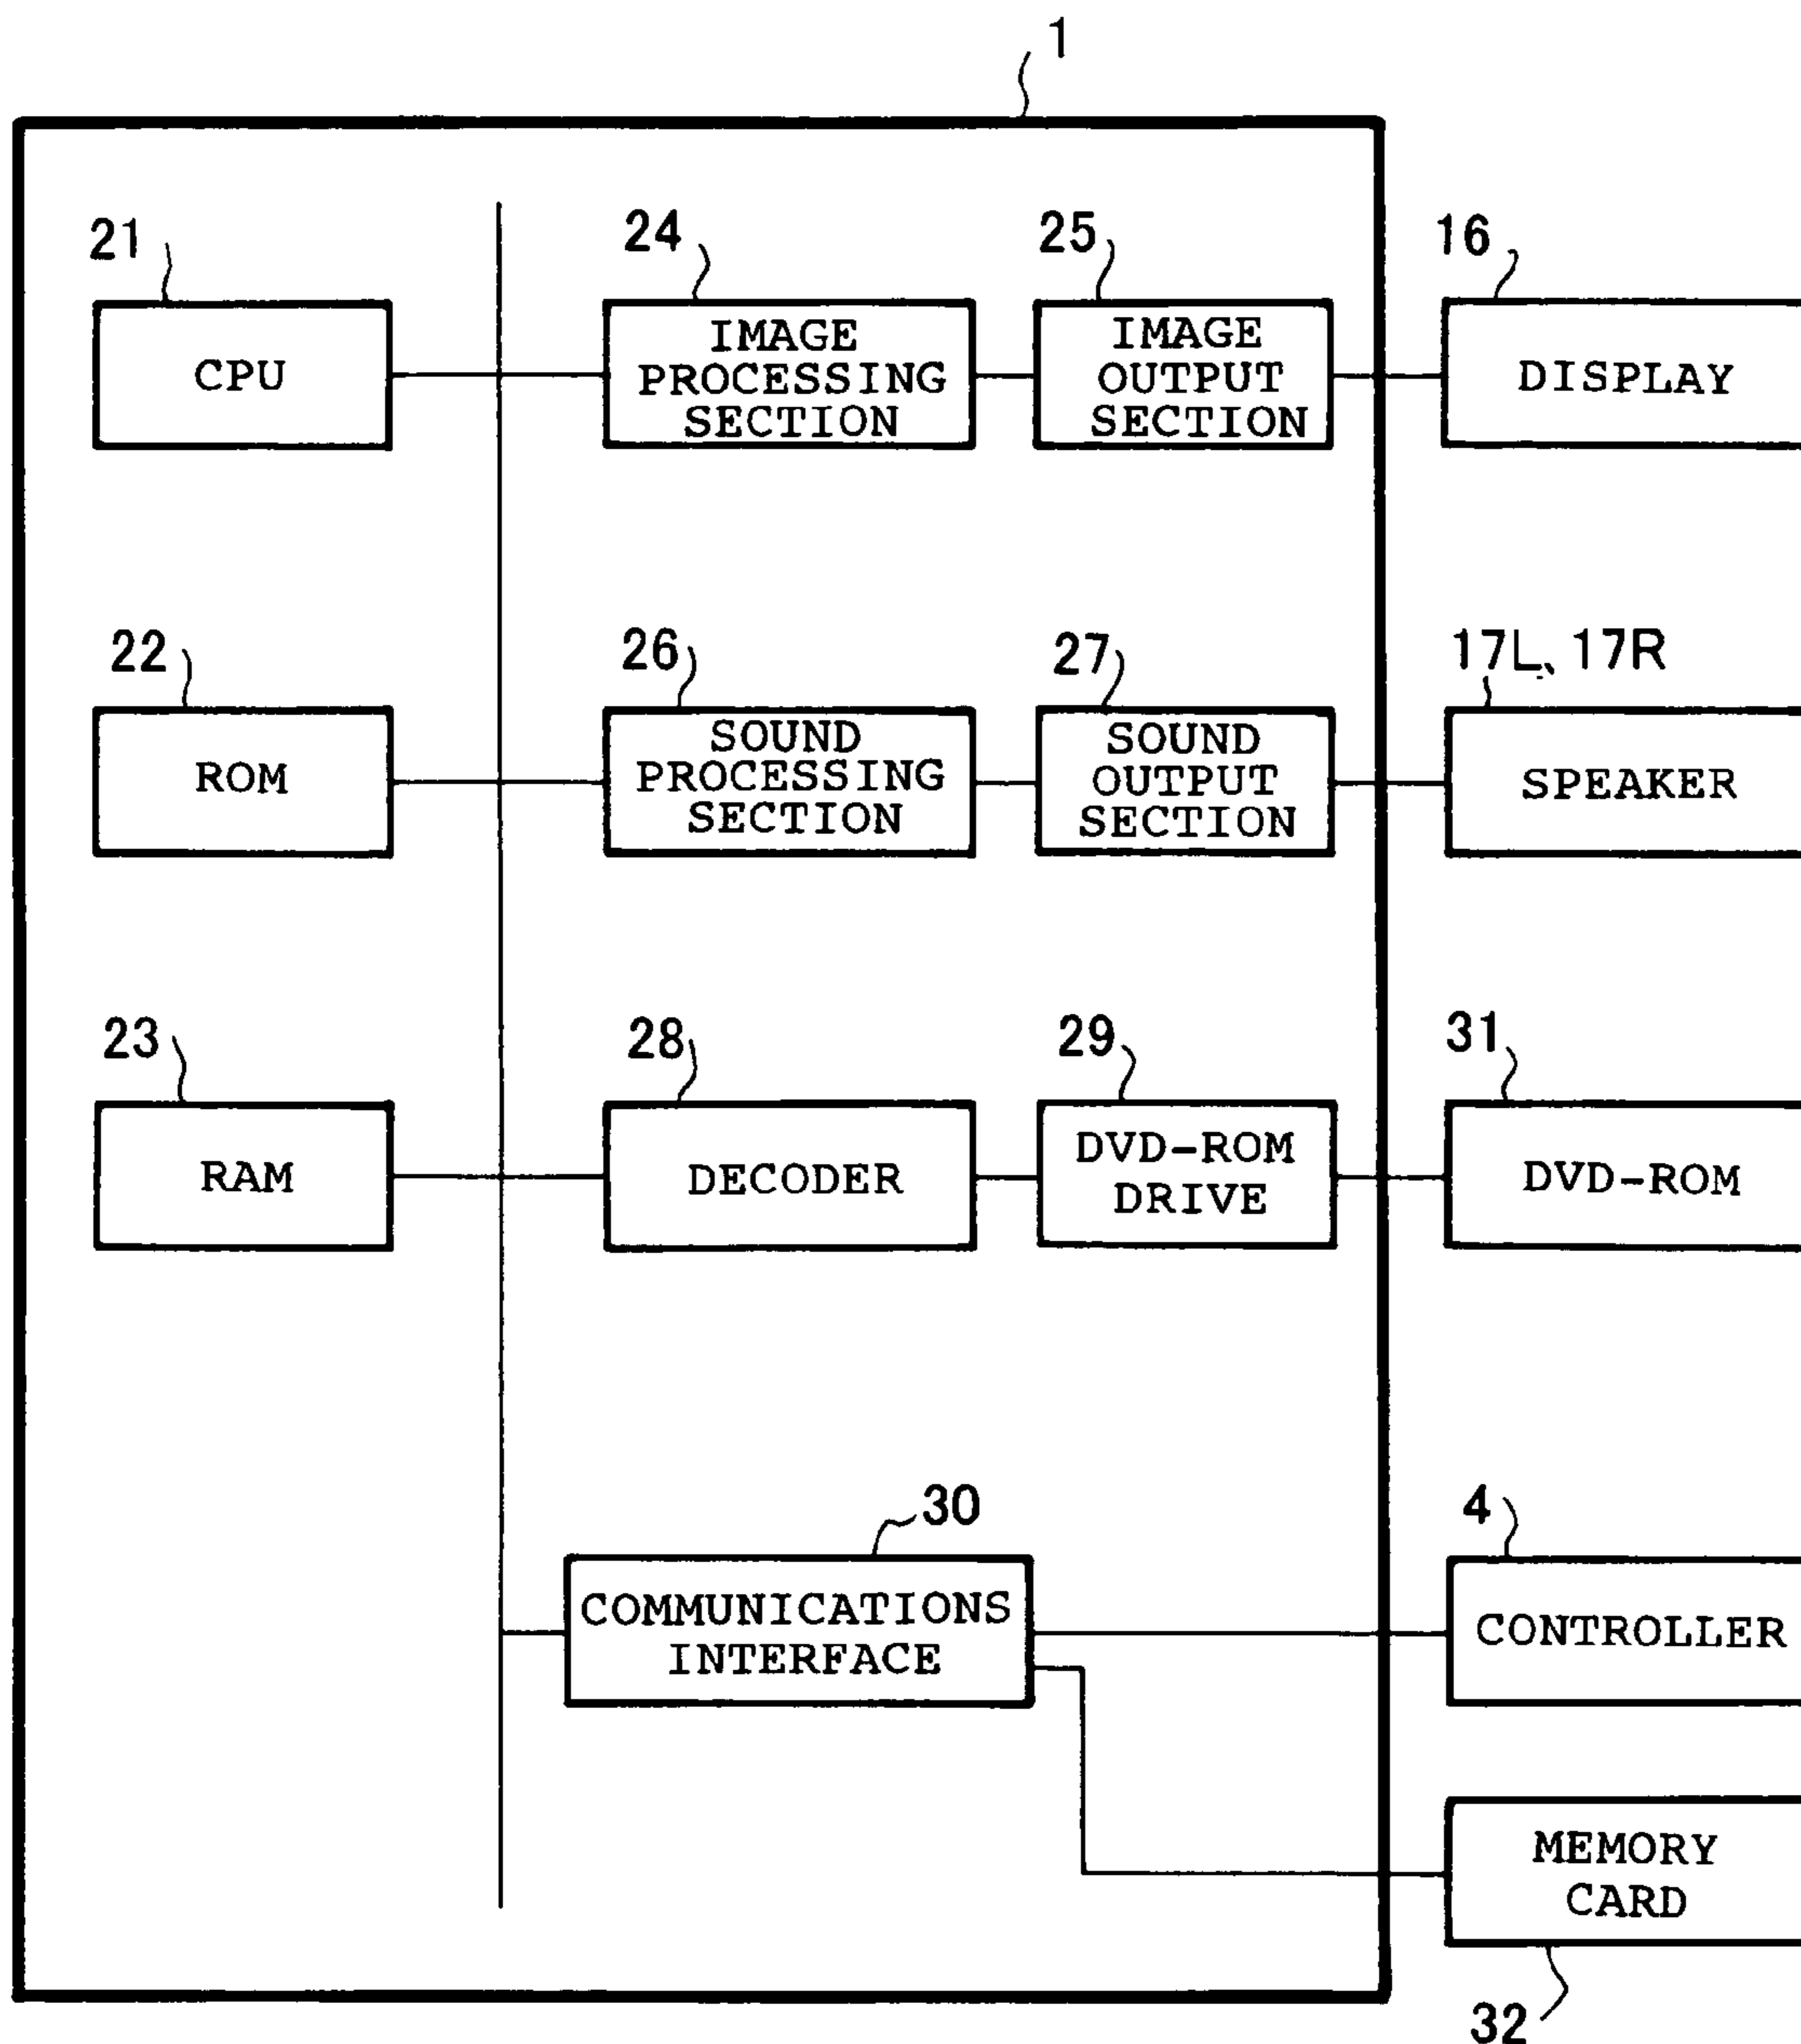 1
21
24
25
16
CPU
IMAGE
PROCESSING
SECTION
IMAGE
OUTPUT
SECTION
DISPLAY
22
26
27
17L、17R
ROM
SOUND
PROCESSING
SECTION
SOUND
OUTPUT
SECTION
SPEAKER
23
28
29
31
RAM
DECODER
DVD-ROM
DRIVE
DVD-ROM
30
4
COMMUNICATIONS
INTERFACE
CONTROLLER
MEMORY
CARD
32